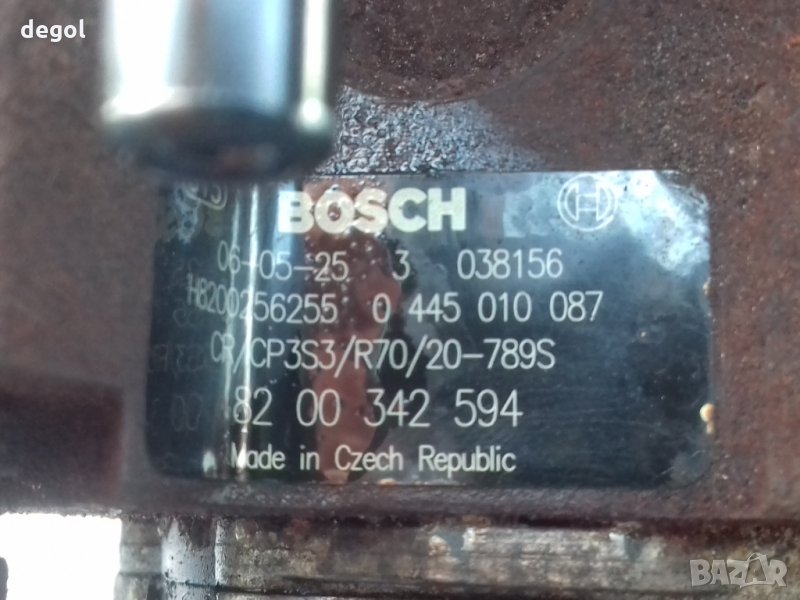 degol
BOSCH
06-05-25 3 038156
H8200256255 0 445 010 087
CR/CP3S3/R70/20-789S
82 00 342 594
Made in Czech Republic
BAZAR